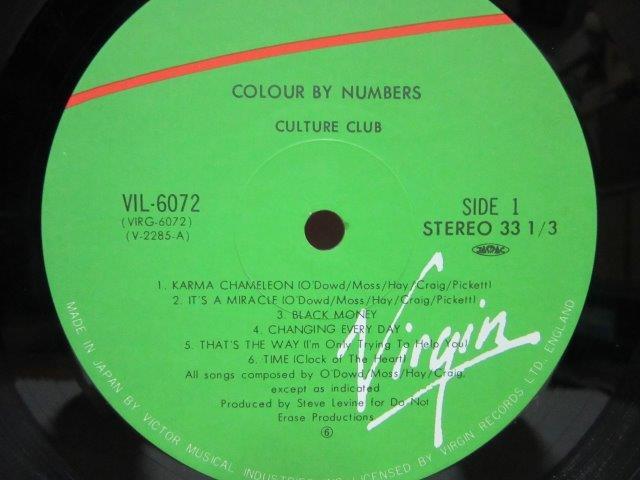 COLOUR BY NUMBERS
CULTURE CLUB
VIL-6072
(VIRG-6072)
(V-2285-A)
SIDE 1
STEREO 33 1/3
JASRAC
1. KARMA CHAMELEON (O'Dowd/Moss/Hay/Craig/Pickett)
2. IT'S A MIRACLE (O'Dowd/Moss/Hay/Craig/Pickett)
3. BLACK MONEY
4. CHANGING EVERY DAY
5. THAT'S THE WAY (I'm Only Trying To Help You)
6. TIME (Clock of The Heart)
All songs composed by O'Dowd/Moss/Hay/Craig,
except as indicated
Produced by Steve Levine for Do Not
Erase Productions
6
Virgin
MADE IN JAPAN BY VICTOR MUSICAL INDUSTRIES, INC. LICENSED BY VIRGIN RECORDS LTD. ENGLAND